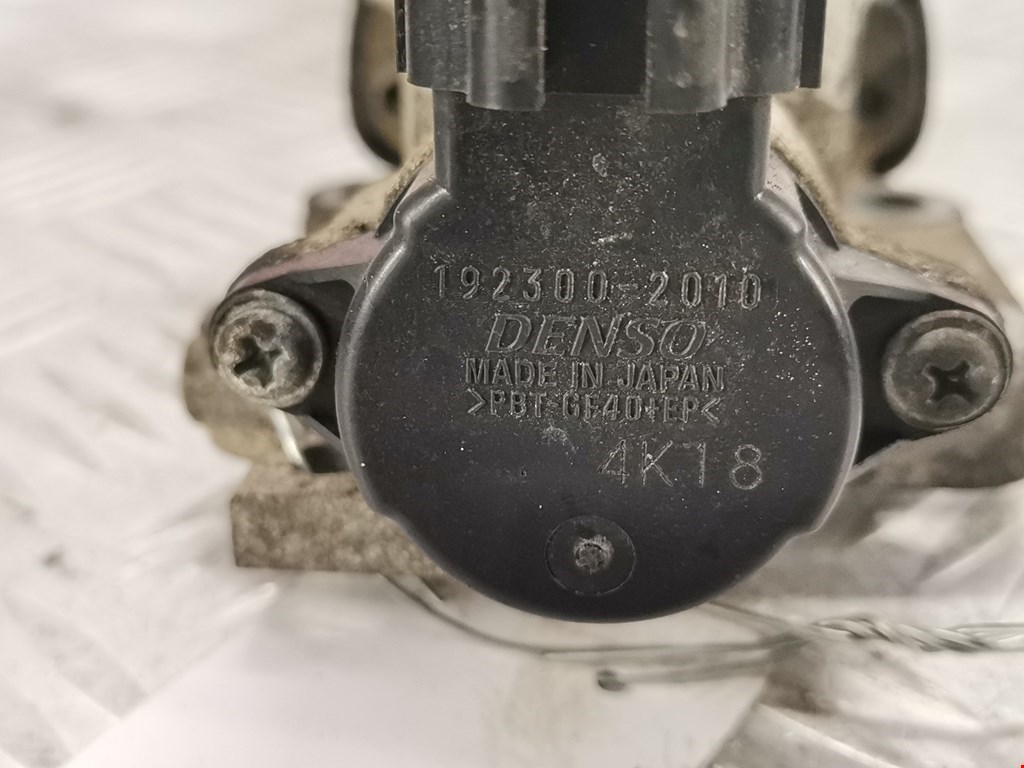 192300-2010
DENSO
MADE IN JAPAN
>PBT-GF40+EP<
4K18